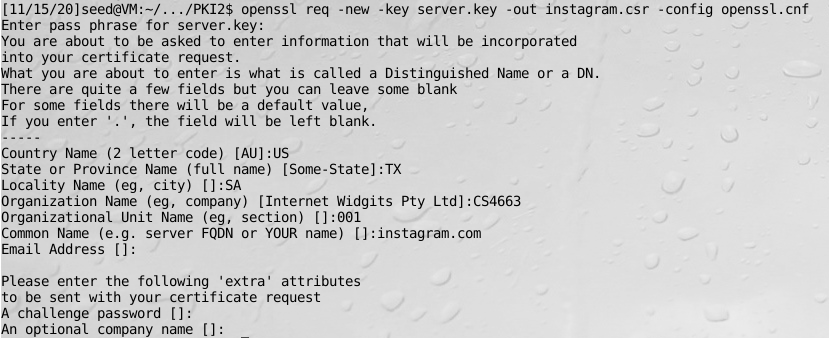 [11/15/20]seed@VM:~/.../PKI2$ openssl req -new -key server.key -out instagram.csr -config openssl.cnf
Enter pass phrase for server.key:
You are about to be asked to enter information that will be incorporated
into your certificate request.
What you are about to enter is what is called a Distinguished Name or a DN.
There are quite a few fields but you can leave some blank
For some fields there will be a default value,
If you enter '.', the field will be left blank.
-----
Country Name (2 letter code) [AU]:US
State or Province Name (full name) [Some-State]:TX
Locality Name (eg, city) []:SA
Organization Name (eg, company) [Internet Widgits Pty Ltd]:CS4663
Organizational Unit Name (eg, section) []:001
Common Name (e.g. server FQDN or YOUR name) []:instagram.com
Email Address []:
Please enter the following 'extra' attributes
to be sent with your certificate request
A challenge password []:
An optional company name []: